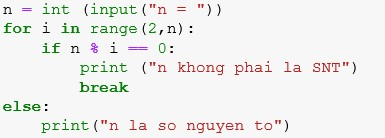 n = int (input("n = "))
for i in range(2,n):
    if n % i == 0:
        print ("n khong phai la SNT")
        break
else:
    print("n la so nguyen to")